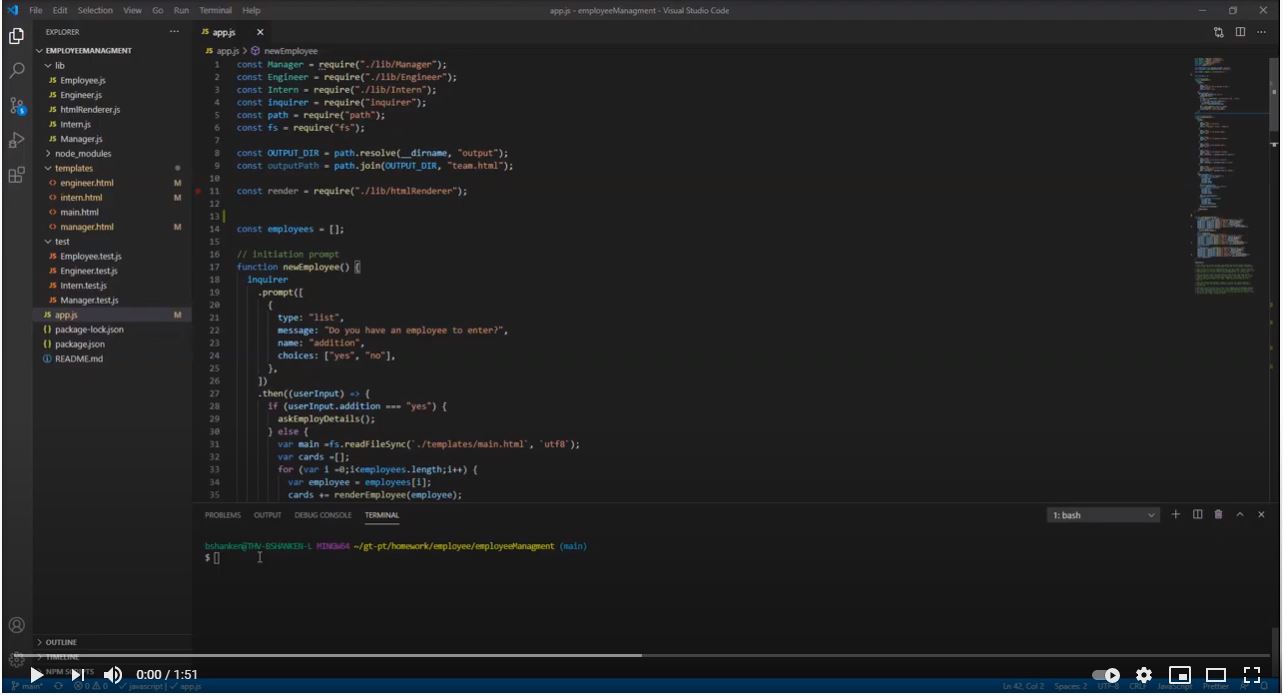 File Edit Selection View Go Run Terminal Help
app.js - employeeManagment - Visual Studio Code
EXPLORER
EMPLOYEEMANAGMENT
lib
JS Employee.js
JS Engineer.js
JS htmlRenderer.js
JS Intern.js
JS Manager.js
node_modules
templates
engineer.html M
intern.html M
main.html
manager.html M
test
JS Employee.test.js
JS Engineer.test.js
JS Intern.test.js
JS Manager.test.js
JS app.js M
package-lock.json
package.json
README.md
OUTLINE
TIMELINE
NPM SCRIPTS
JS app.js
JS app.js > newEmployee
1 const Manager = require("./lib/Manager");
2 const Engineer = require("./lib/Engineer");
3 const Intern = require("./lib/Intern");
4 const inquirer = require("inquirer");
5 const path = require("path");
6 const fs = require("fs");
7
8 const OUTPUT_DIR = path.resolve(__dirname, "output");
9 const outputPath = path.join(OUTPUT_DIR, "team.html");
10
11 const render = require("./lib/htmlRenderer");
12
13
14 const employees = [];
15
16 // initiation prompt
17 function newEmployee() {
18 inquirer
19 .prompt([
20 {
21 type: "list",
22 message: "Do you have an employee to enter?",
23 name: "addition",
24 choices: ["yes", "no"],
25 },
26 ])
27 .then((userInput) => {
28 if (userInput.addition === "yes") {
29 askEmployDetails();
30 } else {
31 var main =fs.readFileSync(`./templates/main.html`, `utf8`);
32 var cards =[];
33 for (var i =0;i<employees.length;i++) {
34 var employee = employees[i];
35 cards += renderEmployee(employee);
PROBLEMS OUTPUT DEBUG CONSOLE TERMINAL
1: bash
bshanken@THV-BSHANKEN-L MINGW64 ~/gt-pt/homework/employee/employeeManagment (main)
$
0:00 / 1:51
main* 0 0 javascript | app.js
Ln 42, Col 2 Spaces: 2 UTF-8 CRLF JavaScript Prettier